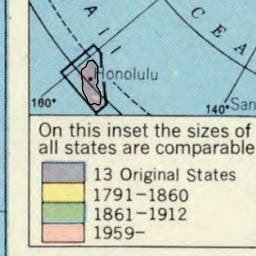 A I I
C E A
Honolulu
160° 140° San
On this inset the sizes of
all states are comparable
13 Original States
1791–1860
1861–1912
1959–